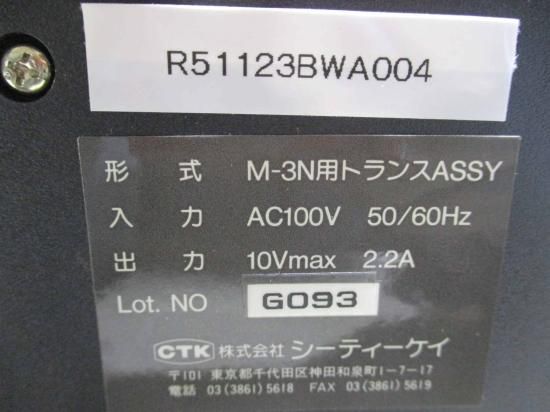 R51123BWA004
形 式 M-3N用トランスASSY
入 力 AC100V 50/60Hz
出 力 10Vmax 2.2A
Lot. NO G093
CTK 株式会社 シーティーケイ
〒101 東京都千代田区神田和泉町1-7-17
電話 03(3861)5618 FAX 03(3861)5619